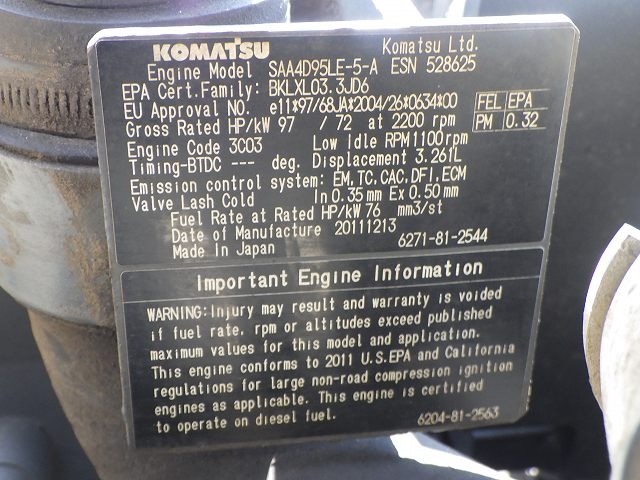 KOMATSU Komatsu Ltd.
Engine Model SAA4D95LE-5-A ESN 528625
EPA Cert.Family: BKLXL03.3JD6
EU Approval NO. e11*97/68JA*2004/26*0634*00 FEL EPA
Gross Rated HP/kW 97 / 72 at 2200 rpm PM 0.32
Engine Code 3C03 Low Idle RPM 1100rpm
Timing-BTDC --- deg. Displacement 3.261L
Emission control system: EM,TC,CAC,DFI,ECM
Valve Lash Cold In 0.35 mm Ex 0.50 mm
Fuel Rate at Rated HP/kW 76 mm3/st
Date of Manufacture 20111213
Made In Japan 6271-81-2544
Important Engine Information
WARNING:Injury may result and warranty is voided
if fuel rate, rpm or altitudes exceed published
maximum values for this model and application.
This engine conforms to 2011 U.S.EPA and California
regulations for large non-road compression ignition
engines as applicable. This engine is certified
to operate on diesel fuel. 6204-81-2563